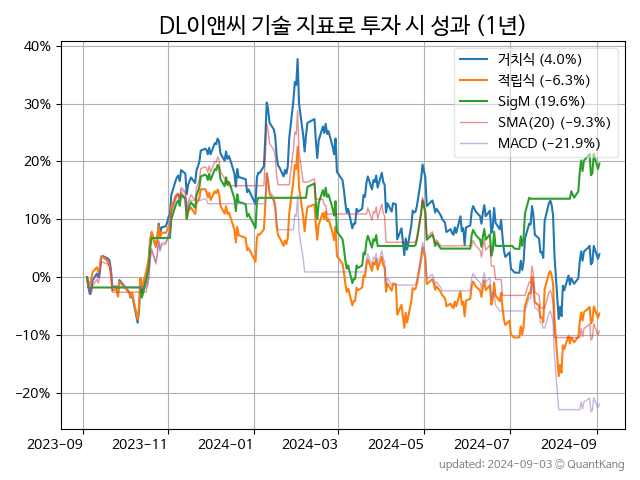 DL이앤씨 기술 지표로 투자 시 성과 (1년)
40%
30%
20%
10%
0%
−10%
−20%
거치식 (4.0%)
적립식 (−6.3%)
SigM (19.6%)
SMA(20) (−9.3%)
MACD (−21.9%)
2023-09
2023-11
2024-01
2024-03
2024-05
2024-07
2024-09
updated: 2024-09-03 © QuantKang